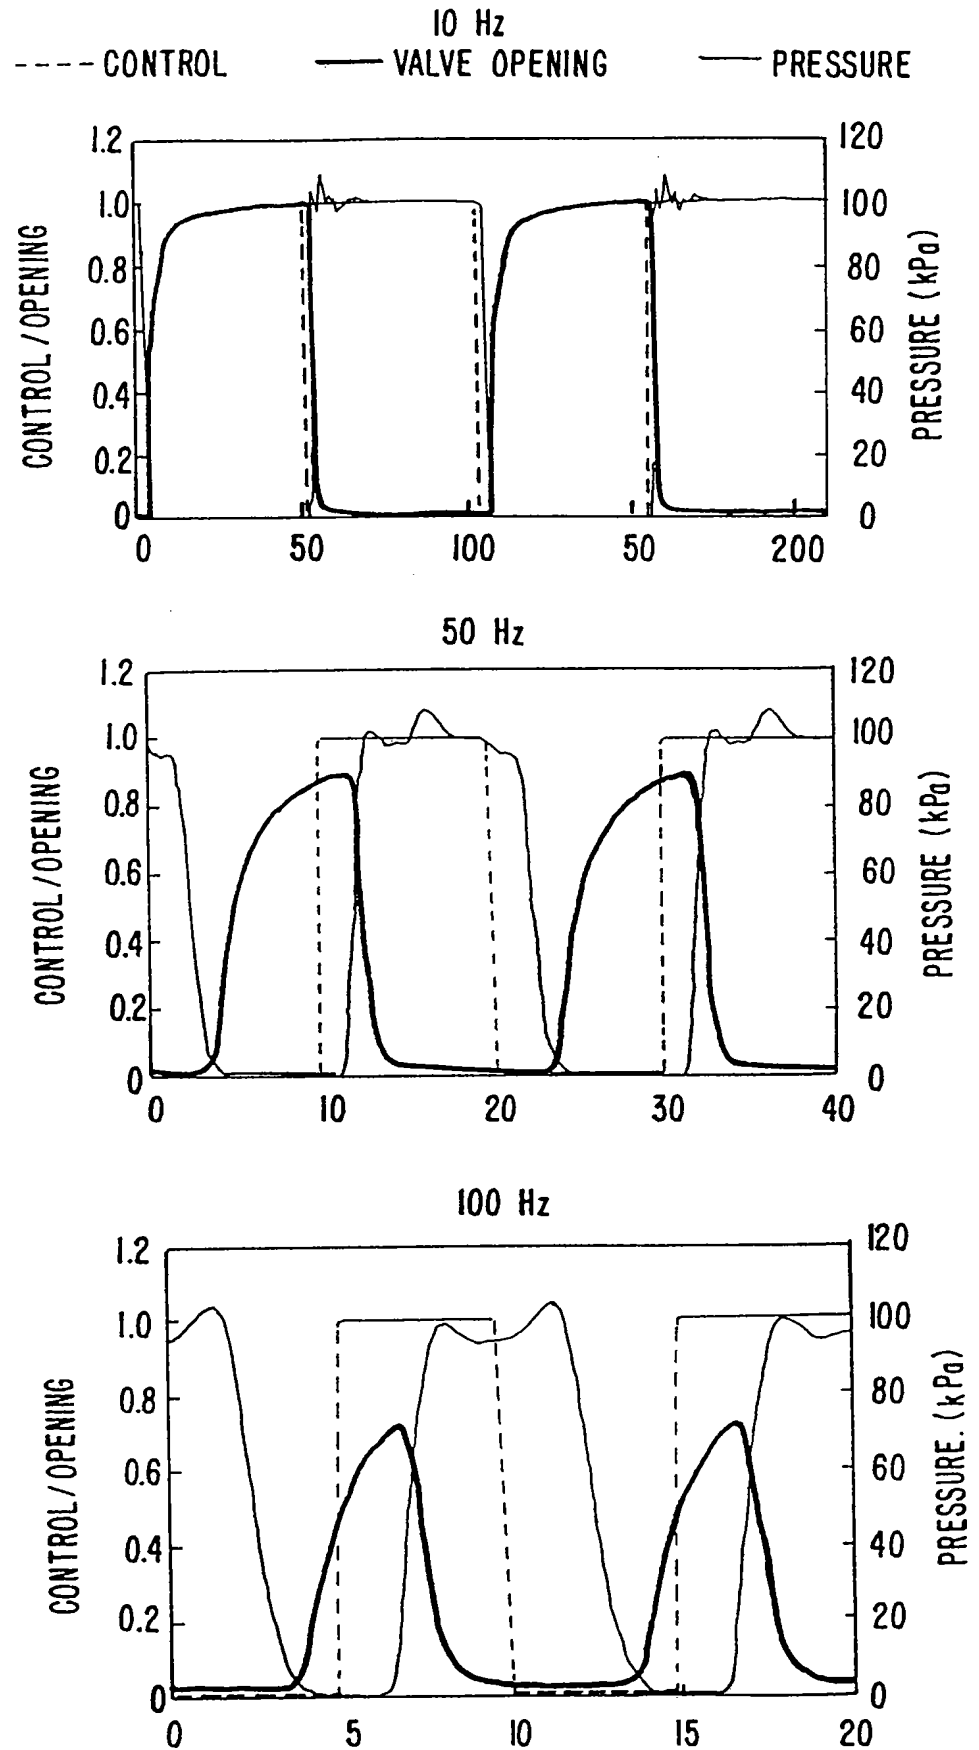 10 Hz
CONTROL VALVE OPENING PRESSURE
1.2 120
1.0 100
0.8 80
0.6 60
0.4 40
0.2 20
0 0
CONTROL/OPENING
PRESSURE (kPa)
0 50 100 50 200
50 Hz
1.2 120
1.0 100
0.8 80
0.6 60
0.4 40
0.2 20
0 0
CONTROL/OPENING
PRESSURE (kPa)
0 10 20 30 40
100 Hz
1.2 120
1.0 100
0.8 80
0.6 60
0.4 40
0.2 20
0 0
CONTROL/OPENING
PRESSURE. (kPa)
0 5 10 15 20